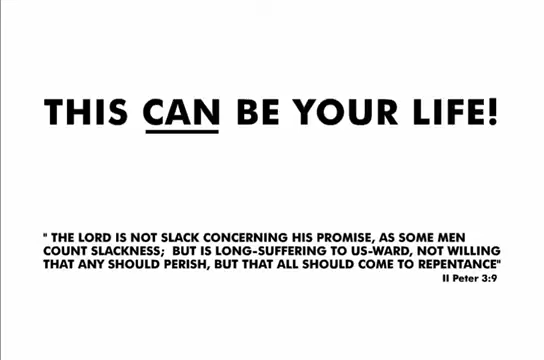 THIS CAN BE YOUR LIFE!
" THE LORD IS NOT SLACK CONCERNING HIS PROMISE, AS SOME MEN
COUNT SLACKNESS;  BUT IS LONG-SUFFERING TO US-WARD, NOT WILLING
THAT ANY SHOULD PERISH, BUT THAT ALL SHOULD COME TO REPENTANCE"
II Peter 3:9